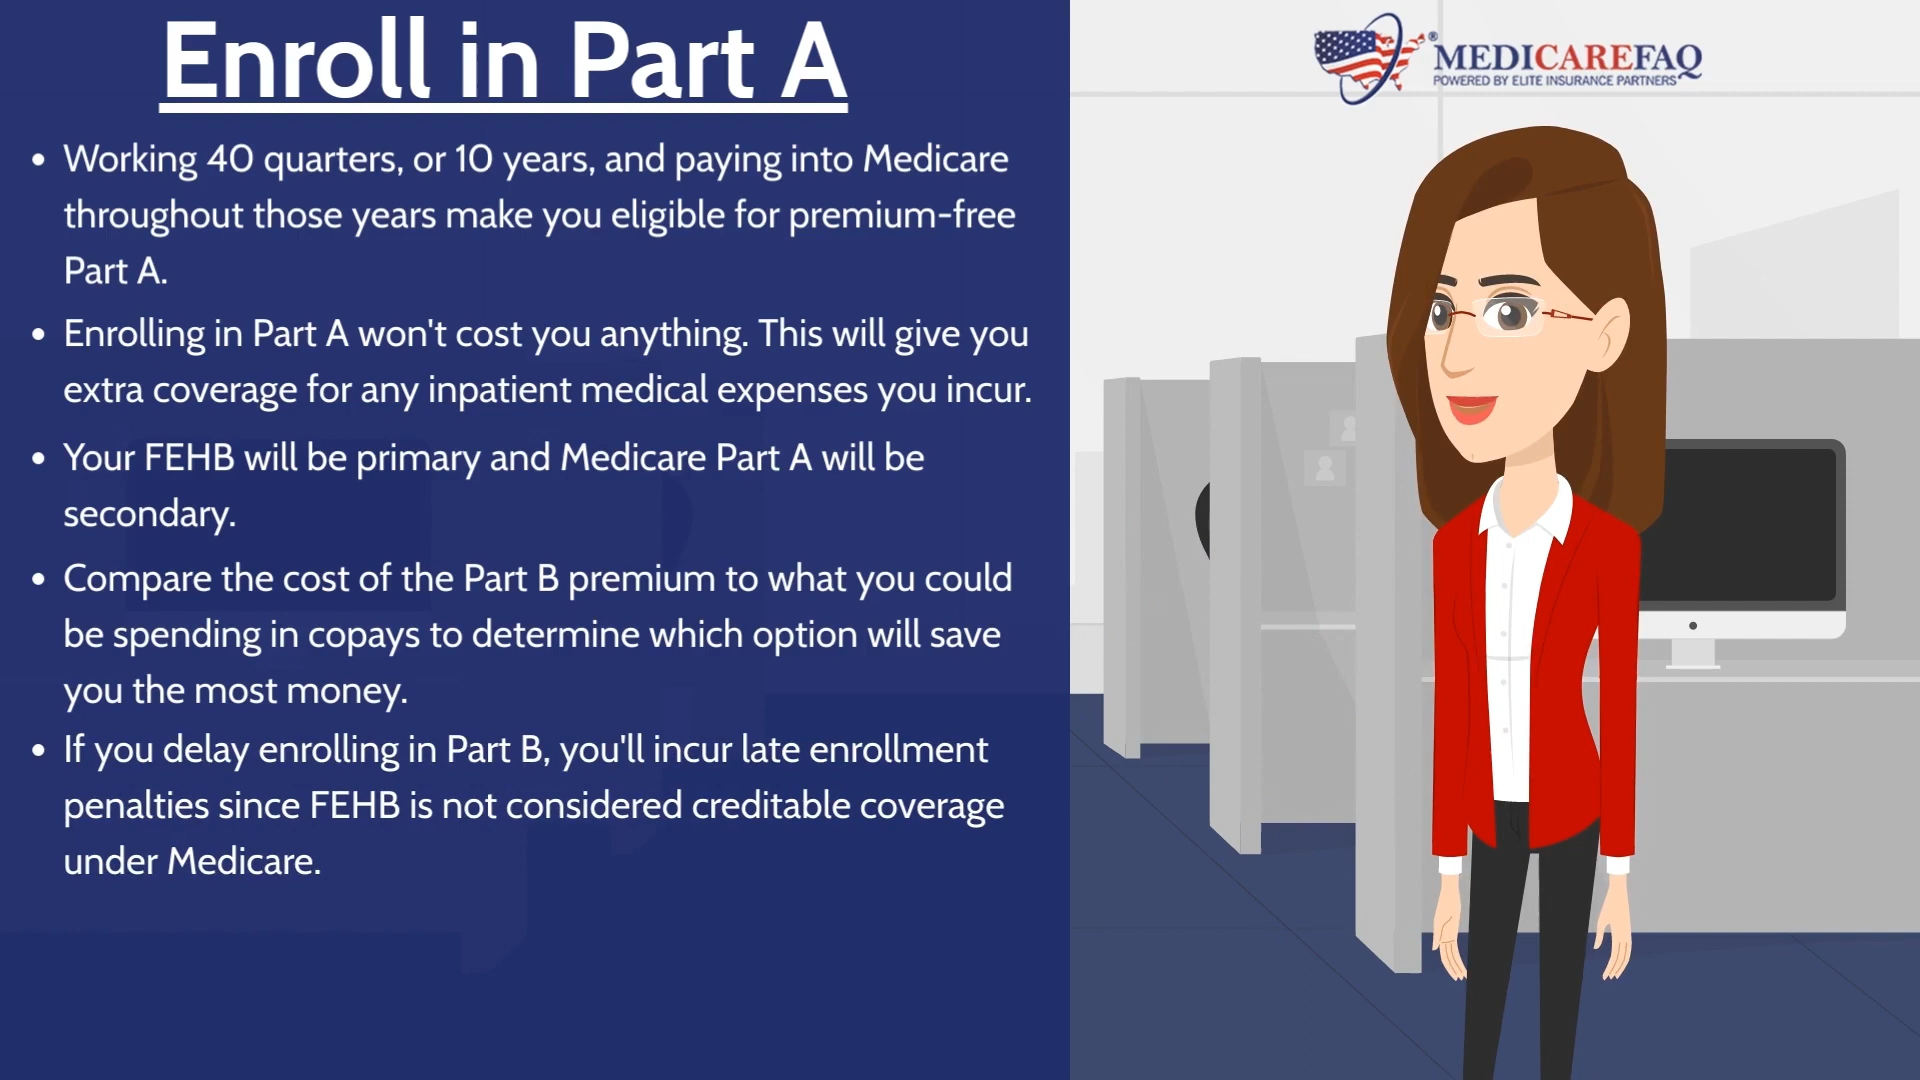 Enroll in Part A
MEDICAREFAQ
®
POWERED BY ELITE INSURANCE PARTNERS
• Working 40 quarters, or 10 years, and paying into Medicare
throughout those years make you eligible for premium-free
Part A.
• Enrolling in Part A won't cost you anything. This will give you
extra coverage for any inpatient medical expenses you incur.
• Your FEHB will be primary and Medicare Part A will be
secondary.
• Compare the cost of the Part B premium to what you could
be spending in copays to determine which option will save
you the most money.
• If you delay enrolling in Part B, you'll incur late enrollment
penalties since FEHB is not considered creditable coverage
under Medicare.